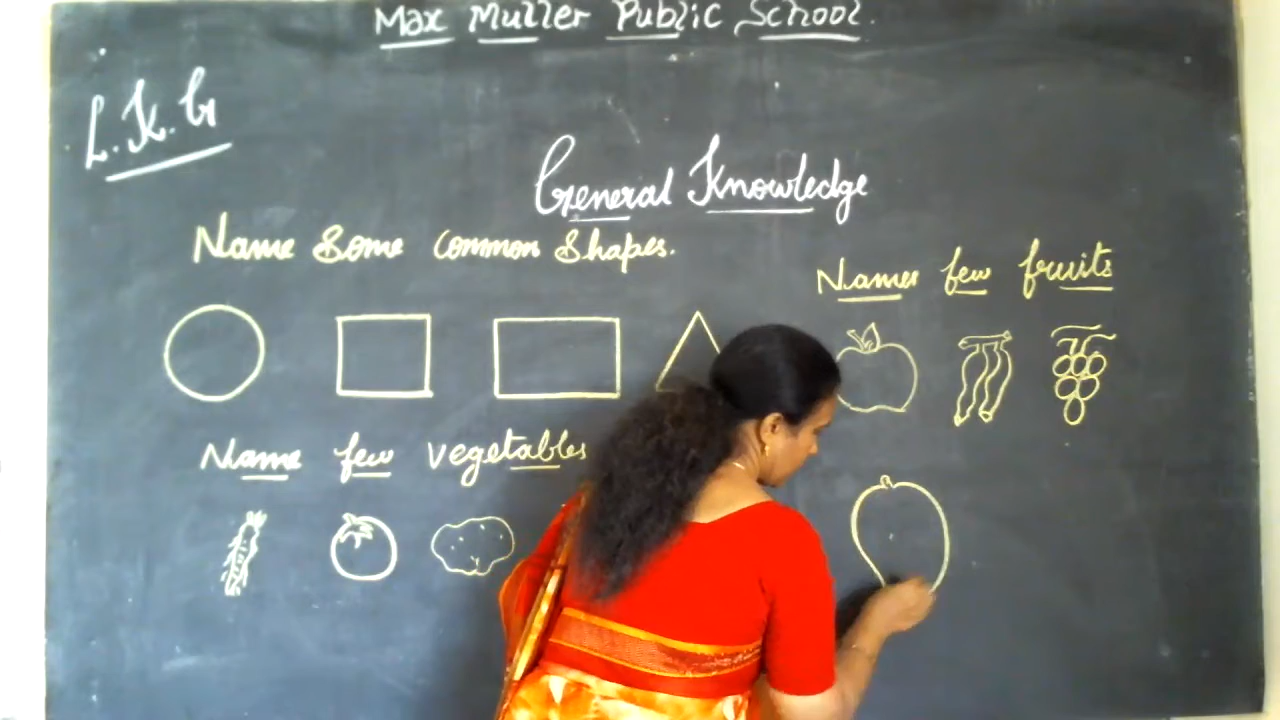 Max Muller Public School.
L.K.G
General Knowledge
Name Some common Shapes.
Names few fruits
Name few vegetables